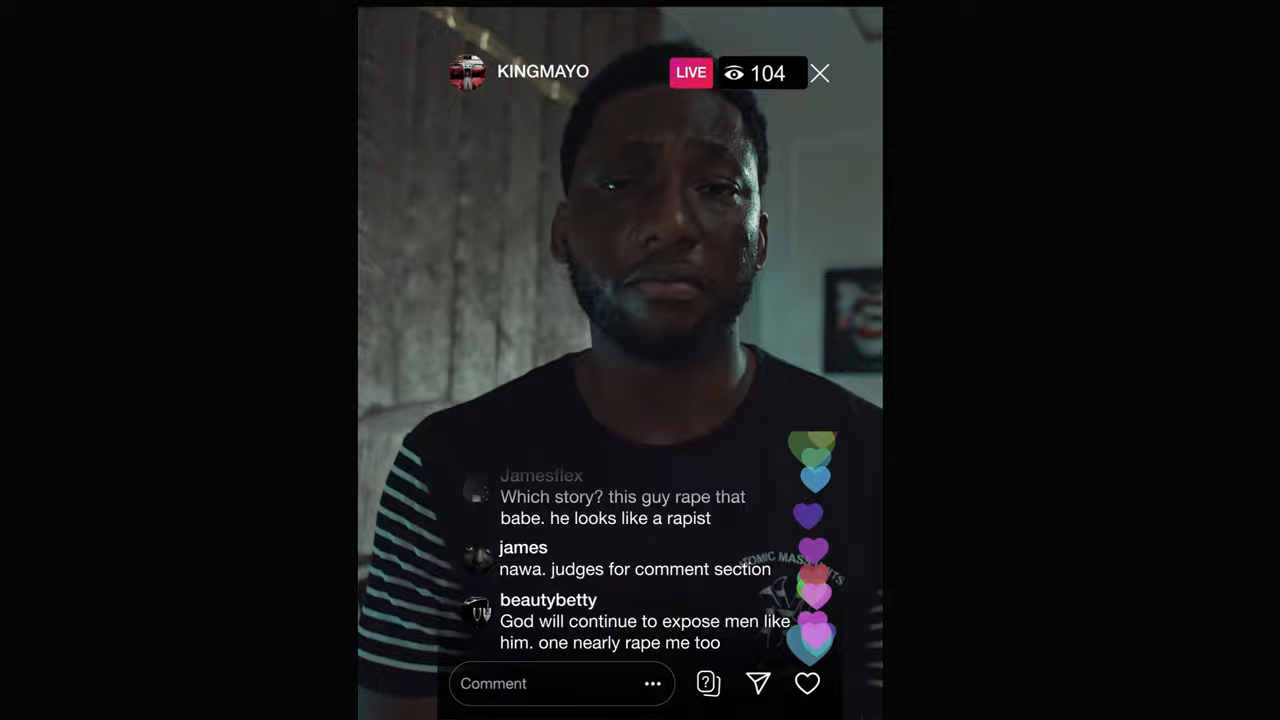 KINGMAYO
LIVE
104
Jamesflex
Which story? this guy rape that
babe. he looks like a rapist
james
nawa. judges for comment section
beautybetty
God will continue to expose men like
him. one nearly rape me too
Comment